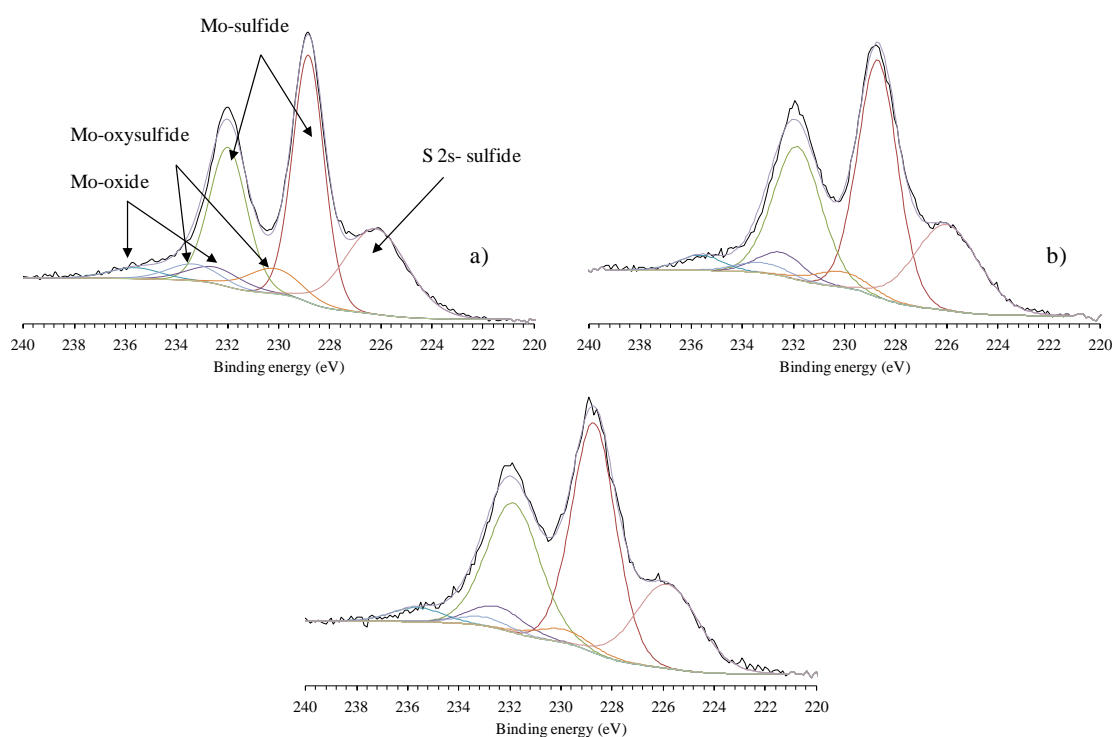 Mo-sulfide
Mo-oxysulfide
Mo-oxide
S 2s- sulfide
a)
240 238 236 234 232 230 228 226 224 222 220
Binding energy (eV)
b)
240 238 236 234 232 230 228 226 224 222 220
Binding energy (eV)
240 238 236 234 232 230 228 226 224 222 220
Binding energy (eV)